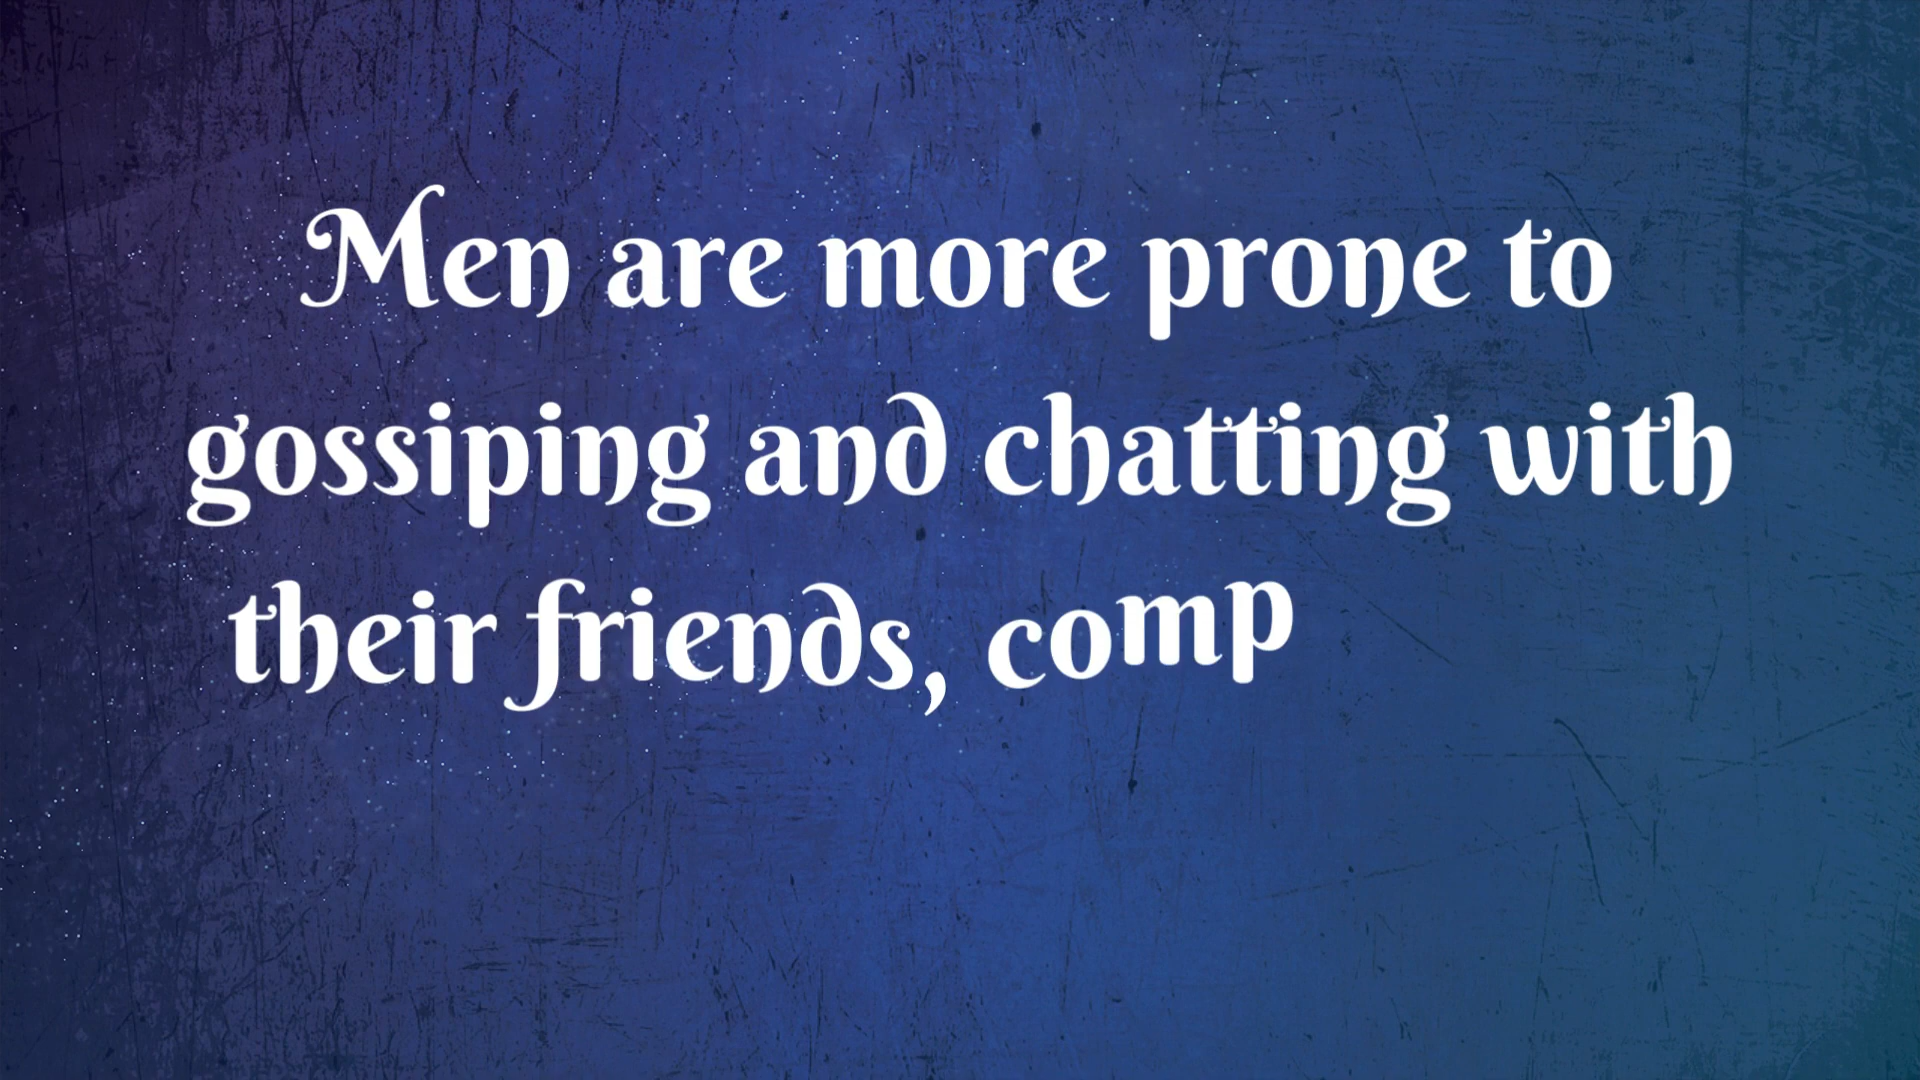 Men are more prone to
gossiping and chatting with
their friends, comp